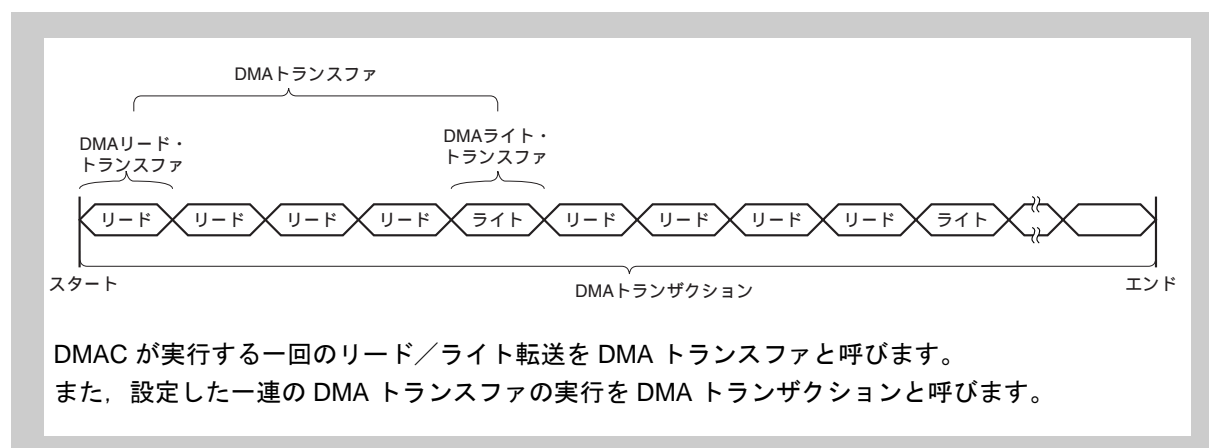 DMAトランスファ
DMAリード・
トランスファ
DMAライト・
トランスファ
リード リード リード リード ライト リード リード リード リード ライト
スタート
DMAトランザクション
エンド
DMAC が実行する一回のリード／ライト転送を DMA トランスファと呼びます。
また，設定した一連の DMA トランスファの実行を DMA トランザクションと呼びます。